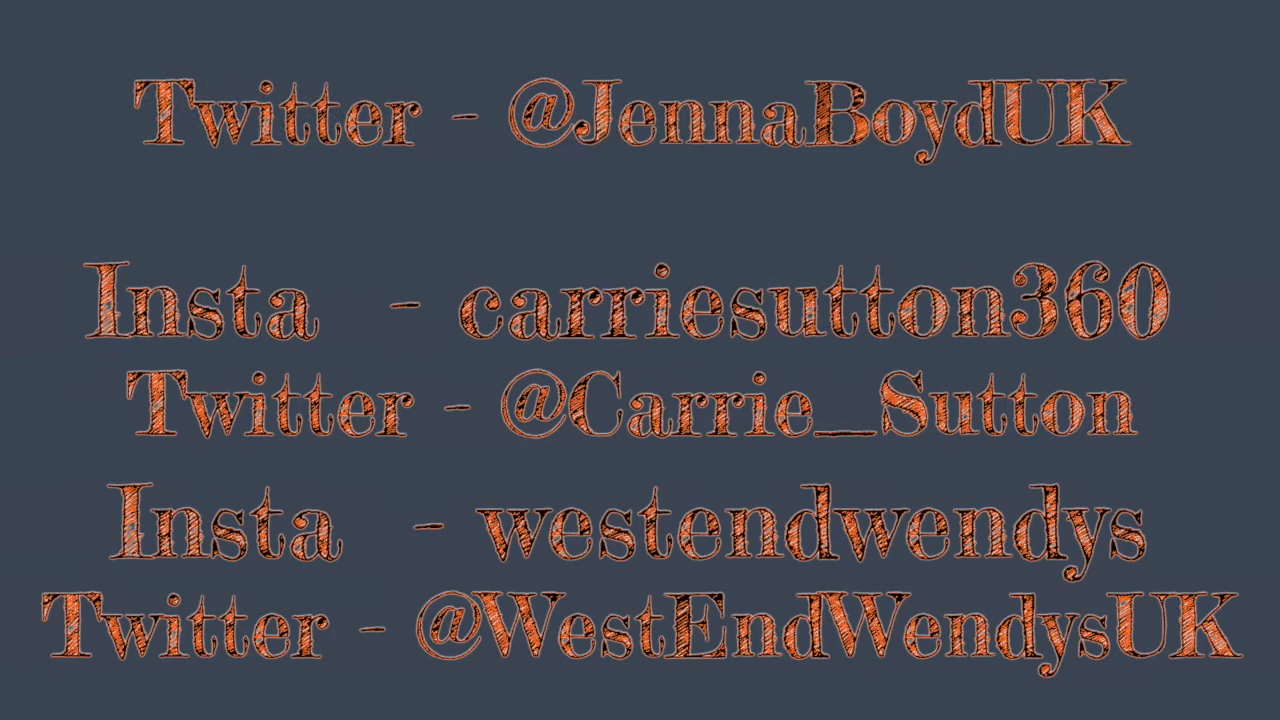 Twitter - @JennaBoydUK
Insta - carriesutton360
Twitter - @Carrie_Sutton
Insta - westendwendys
Twitter - @WestEndWendysUK